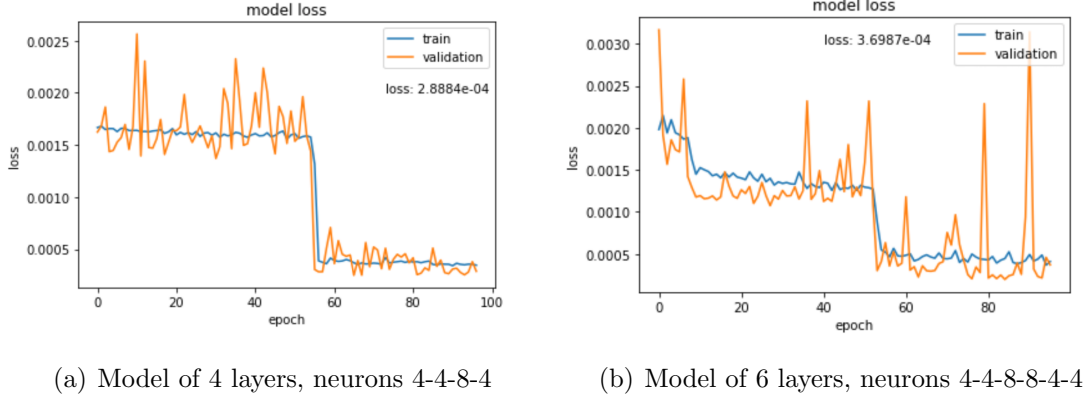 model loss
0.0025
0.0020
0.0015
0.0010
0.0005
loss
train
validation
loss: 2.8884e-04
0
20
40
60
80
100
epoch
(a) Model of 4 layers, neurons 4-4-8-4
model loss
0.0030
0.0025
0.0020
0.0015
0.0010
0.0005
loss
loss: 3.6987e-04
train
validation
0
20
40
60
80
epoch
(b) Model of 6 layers, neurons 4-4-8-8-4-4